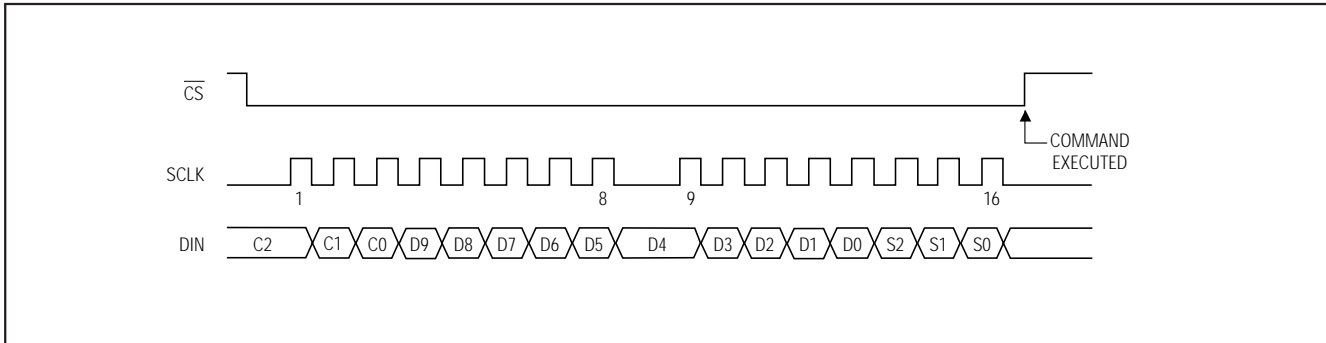 CS
COMMAND
EXECUTED
SCLK
1 8 9 16
DIN C2 C1 C0 D9 D8 D7 D6 D5 D4 D3 D2 D1 D0 S2 S1 S0